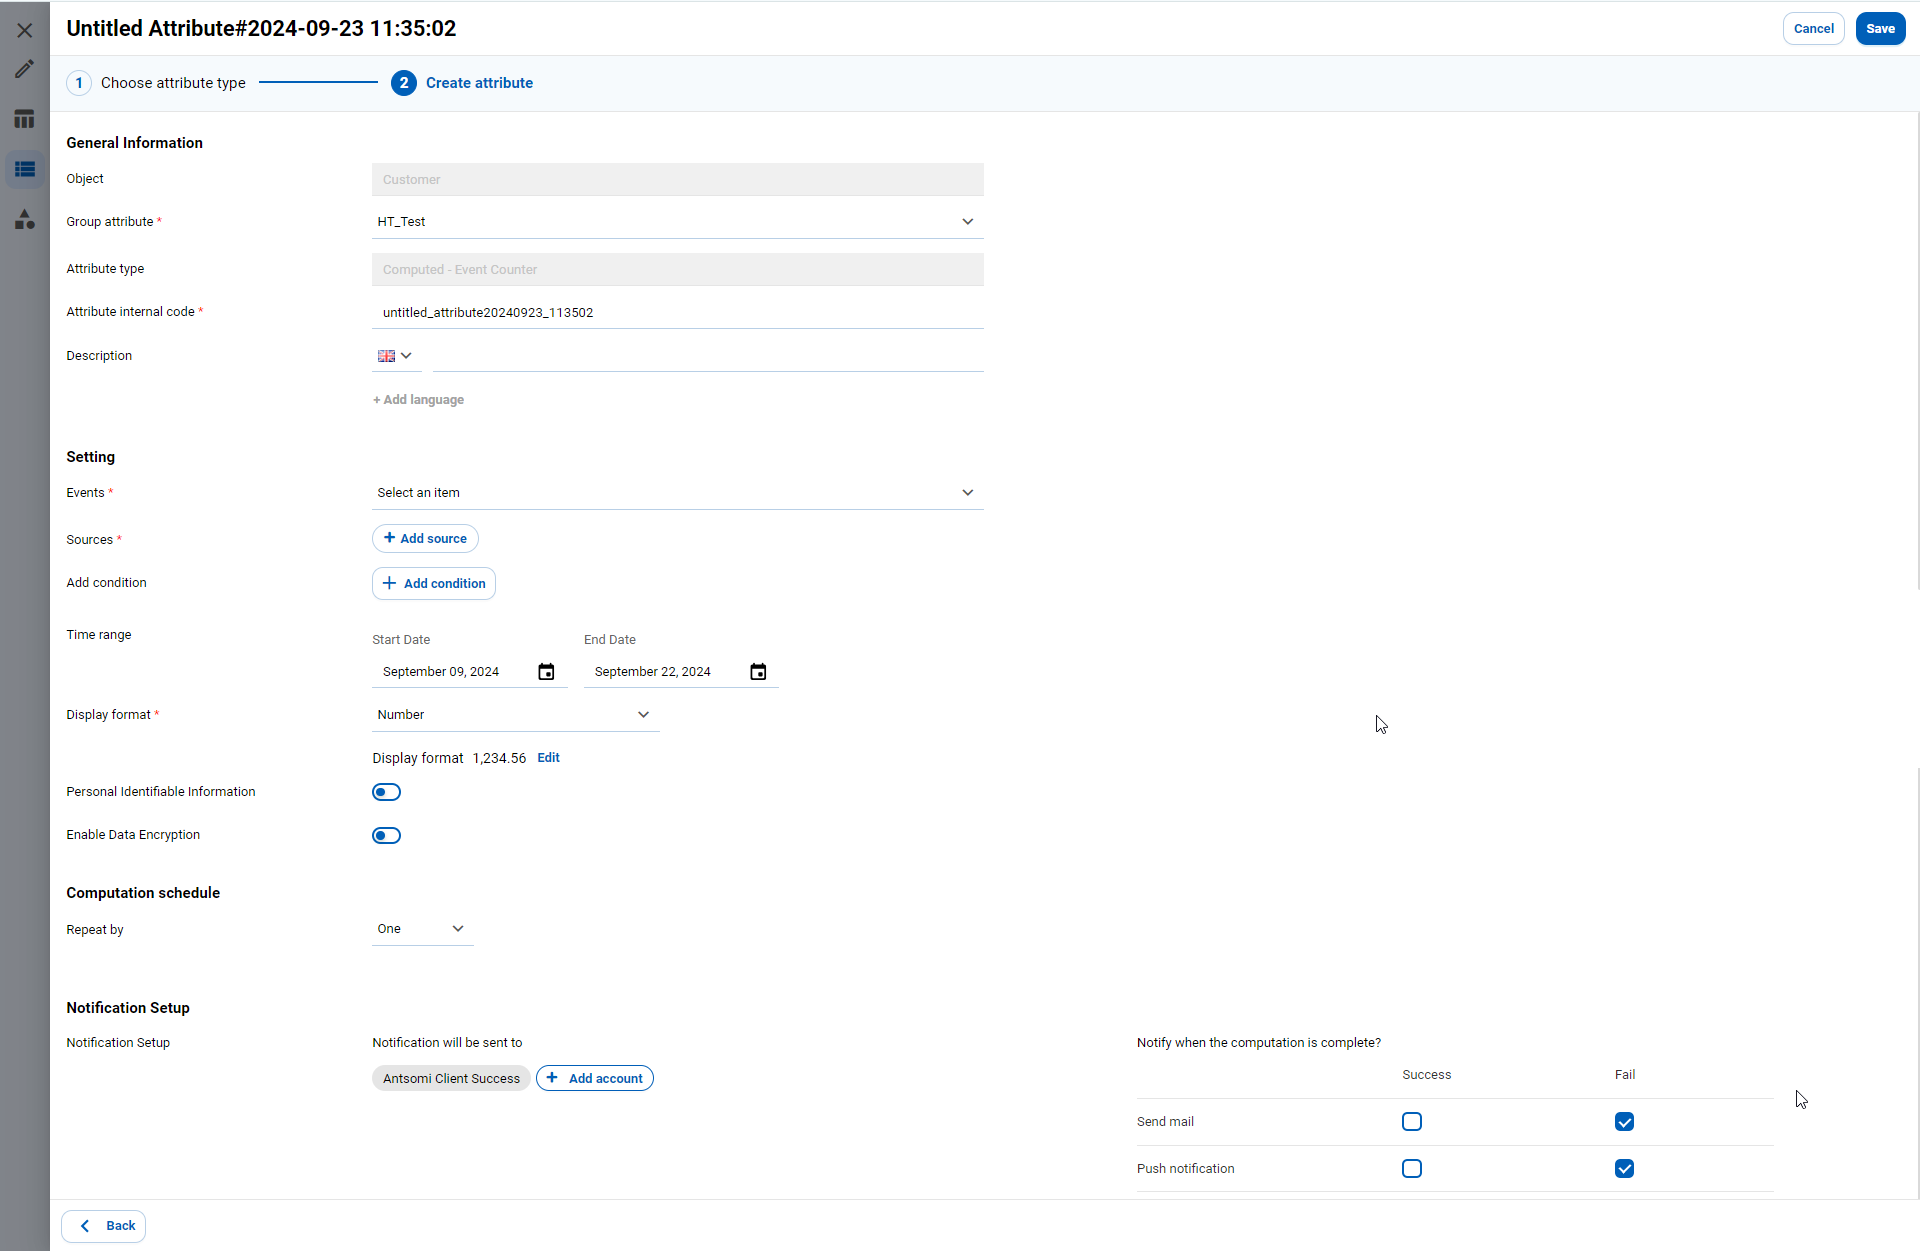 Untitled Attribute#2024-09-23 11:35:02
Cancel
Save
1 Choose attribute type
2 Create attribute
General Information
Object
Customer
Group attribute *
HT_Test
Attribute type
Computed - Event Counter
Attribute internal code *
untitled_attribute20240923_113502
Description
+ Add language
Setting
Events *
Select an item
Sources *
+ Add source
Add condition
+ Add condition
Time range
Start Date
End Date
September 09, 2024
September 22, 2024
Display format *
Number
Display format 1,234.56 Edit
Personal Identifiable Information
Enable Data Encryption
Computation schedule
Repeat by
One
Notification Setup
Notification Setup
Notification will be sent to
Notify when the computation is complete?
Antsomi Client Success
+ Add account
Success
Fail
Send mail
Push notification
Back